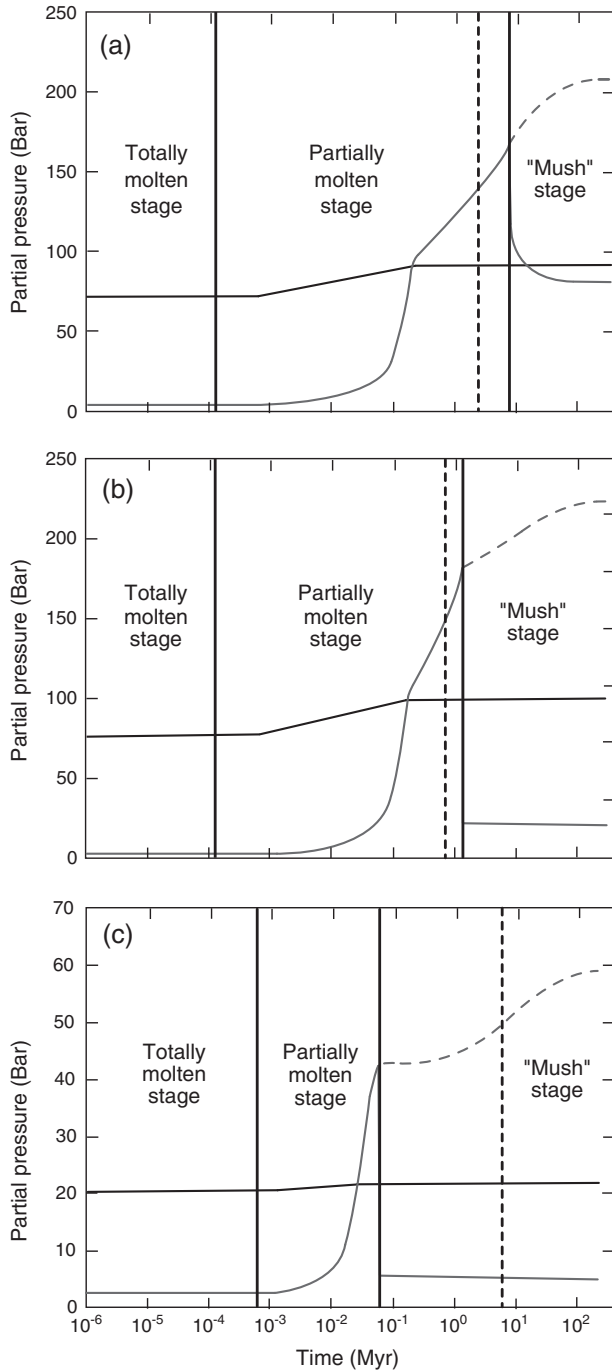 (a)
250
200
150
100
50
0
Partial pressure (Bar)
Totally
molten
stage
Partially
molten
stage
"Mush"
stage
(b)
250
200
150
100
50
0
Partial pressure (Bar)
Totally
molten
stage
Partially
molten
stage
"Mush"
stage
(c)
70
60
50
40
30
20
10
0
Partial pressure (Bar)
Totally
molten
stage
Partially
molten
stage
"Mush"
stage
10⁻⁶ 10⁻⁵ 10⁻⁴ 10⁻³ 10⁻² 10⁻¹ 10⁰ 10¹ 10²
Time (Myr)